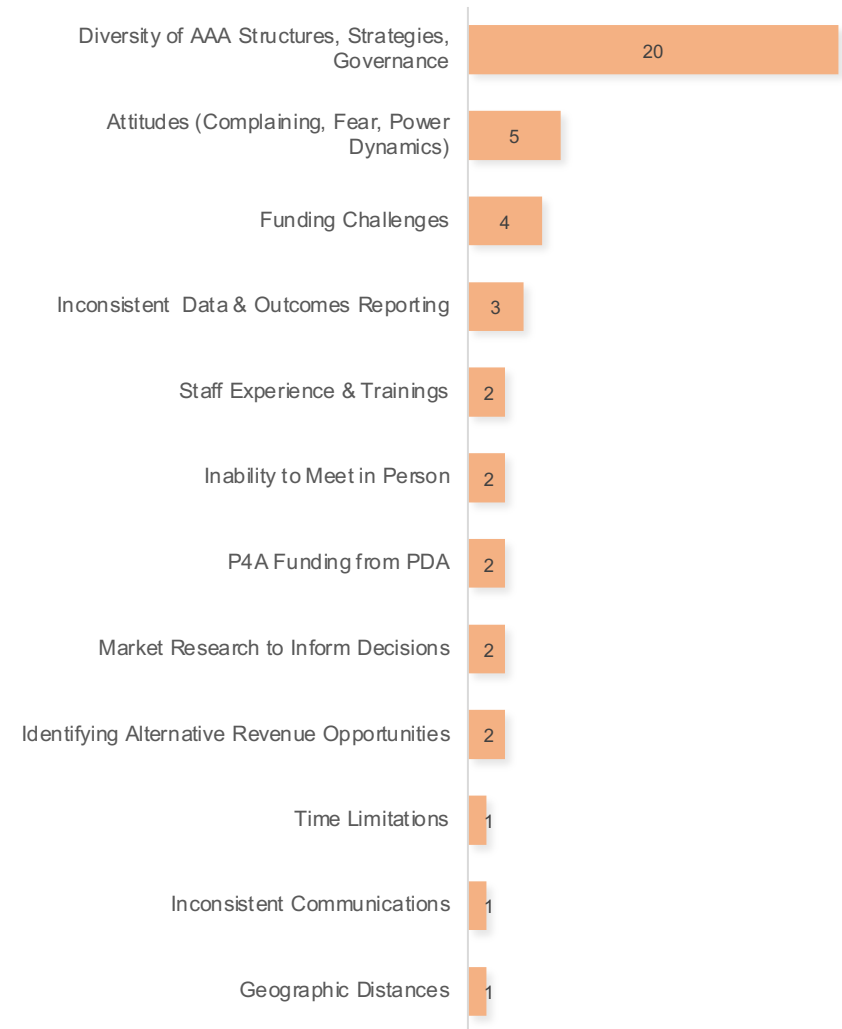 Diversity of AAA Structures, Strategies,
Governance
20
Attitudes (Complaining, Fear, Power
Dynamics)
5
Funding Challenges
4
Inconsistent Data & Outcomes Reporting
3
Staff Experience & Trainings
2
Inability to Meet in Person
2
P4A Funding from PDA
2
Market Research to Inform Decisions
2
Identifying Alternative Revenue Opportunities
2
Time Limitations
1
Inconsistent Communications
1
Geographic Distances
1